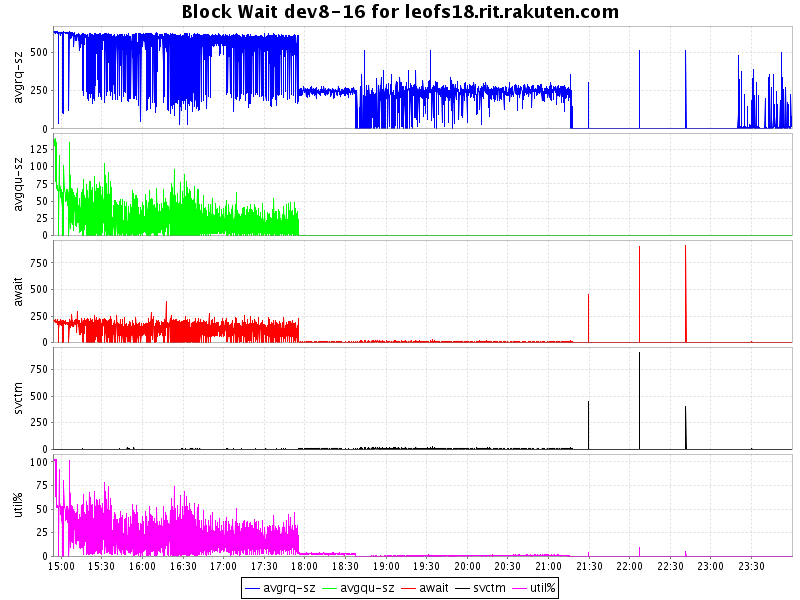 Block Wait dev8-16 for leofs18.rit.rakuten.com
avgrq-sz
500
250
0
avgqu-sz
125
100
75
50
25
0
await
750
500
250
0
svctm
750
500
250
0
util%
100
75
50
25
0
15:00 15:30 16:00 16:30 17:00 17:30 18:00 18:30 19:00 19:30 20:00 20:30 21:00 21:30 22:00 22:30 23:00 23:30
avgrq-sz avgqu-sz await svctm util%